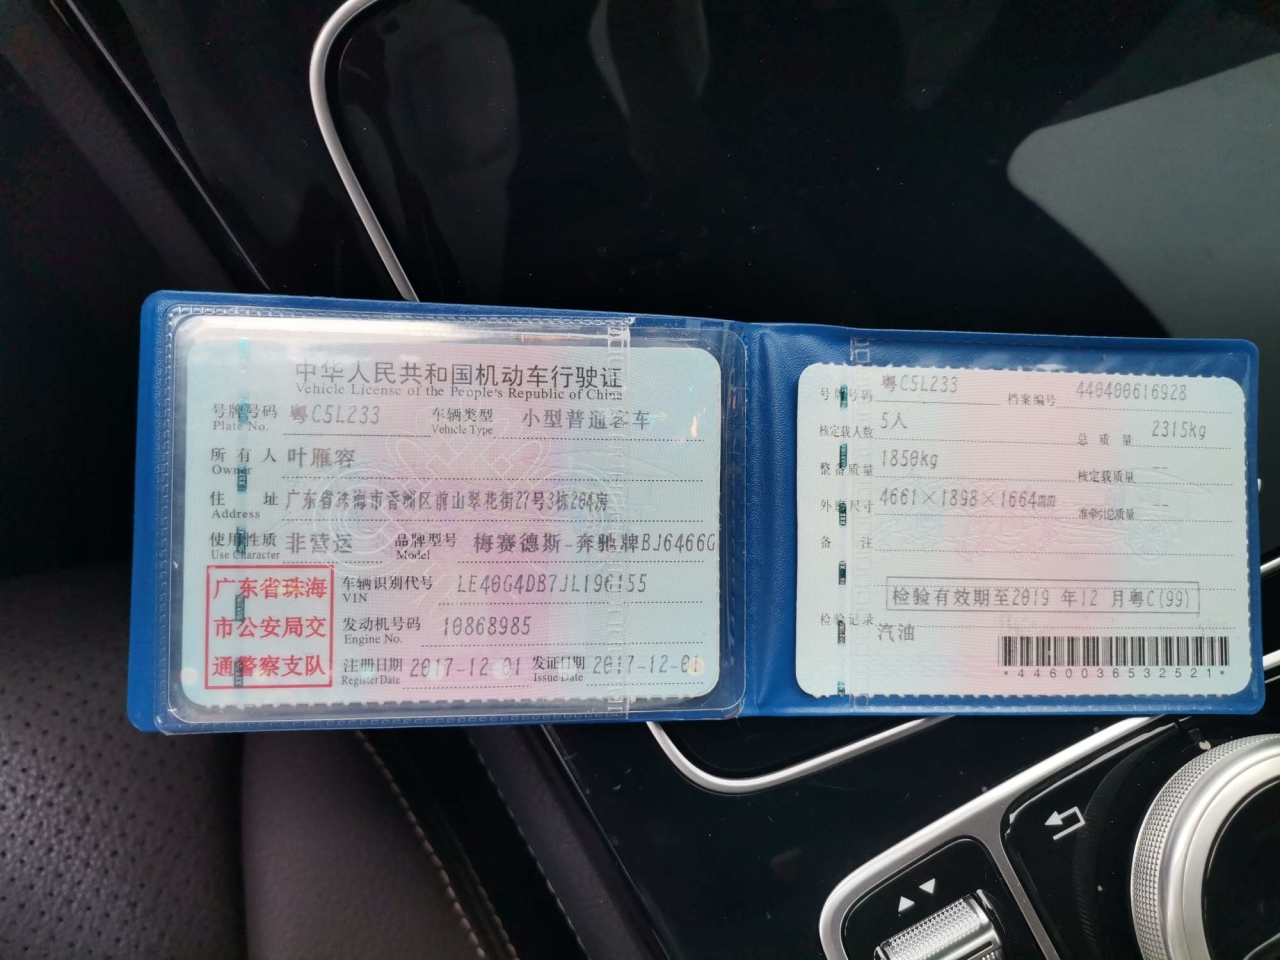 中华人民共和国机动车行驶证
Vehicle License of the People's Republic of China
号牌号码 粤C5L233 车辆类型 小型普通客车
Plate No. Vehicle Type
所有人 叶雁容
Owner
住址 广东省珠海市香洲区前山翠花街27号3栋204房
Address
使用性质 非营运 品牌型号 梅赛德斯-奔驰牌BJ6466G
Use Character Model
广东省珠海
市公安局交
通警察支队
车辆识别代号 LE40G4DB7JL196155
VIN
发动机号码 10868985
Engine No.
注册日期 2017-12-01 发证日期 2017-12-01
Register Date Issue Date
号牌号码 粤C5L233 档案编号 440400616928
核定载人数 5人 总质量 2315kg
整备质量 1850kg 核定载质量 --
外廓尺寸 4661×1898×1664mm 准牵引总质量 --
备注
检验有效期至2019年12月粤C(99)
检验记录
汽油
*4460036532521*